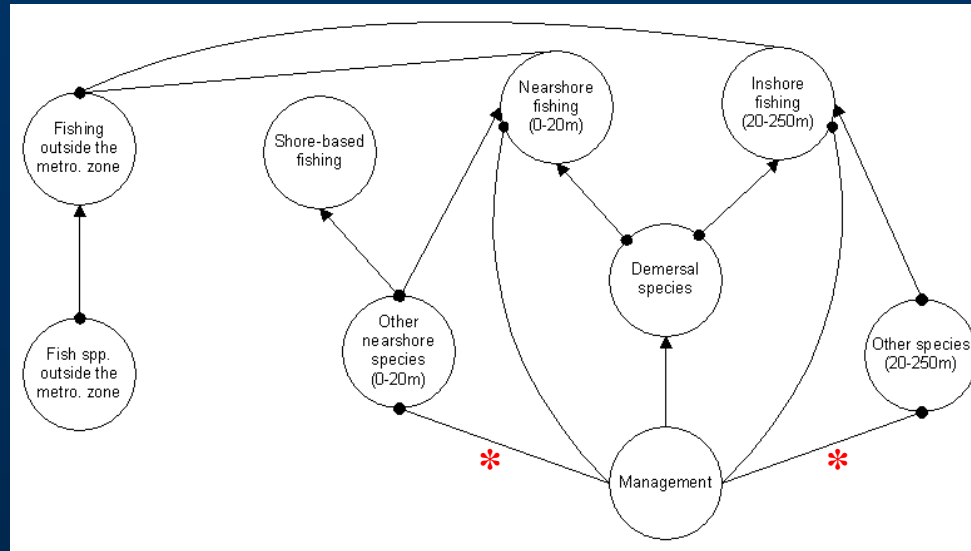 Fishing
outside the
metro. zone
Shore-based
fishing
Nearshore
fishing
(0-20m)
Inshore
fishing
(20-250m)
Demersal
species
Fish spp.
outside the
metro. zone
Other
nearshore
species
(0-20m)
Other species
(20-250m)
*
*
Management